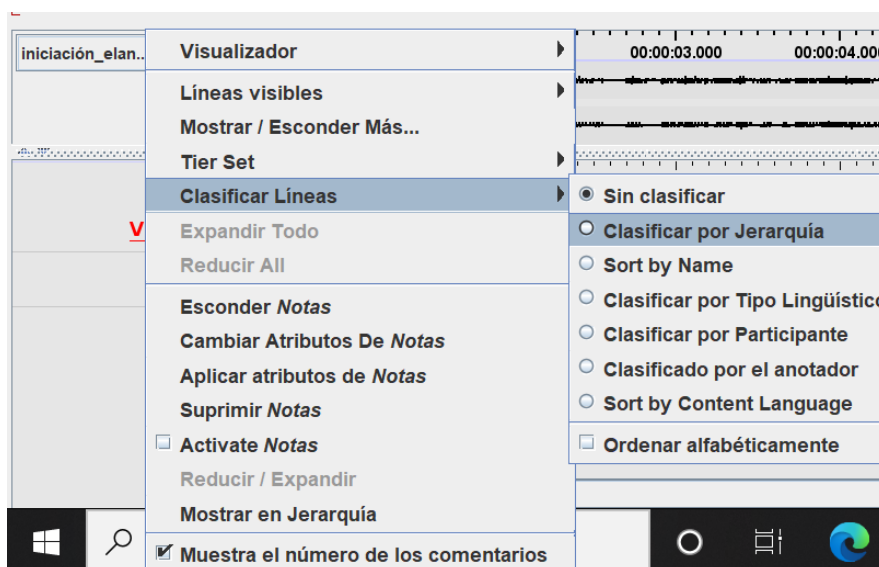 iniciación_elan..
00:00:03.000
00:00:04.00
V
Visualizador
Líneas visibles
Mostrar / Esconder Más...
Tier Set
Clasificar Líneas
Expandir Todo
Reducir All
Esconder Notas
Cambiar Atributos De Notas
Aplicar atributos de Notas
Suprimir Notas
Activate Notas
Reducir / Expandir
Mostrar en Jerarquía
Muestra el número de los comentarios
Sin clasificar
Clasificar por Jerarquía
Sort by Name
Clasificar por Tipo Lingüístico
Clasificar por Participante
Clasificado por el anotador
Sort by Content Language
Ordenar alfabéticamente